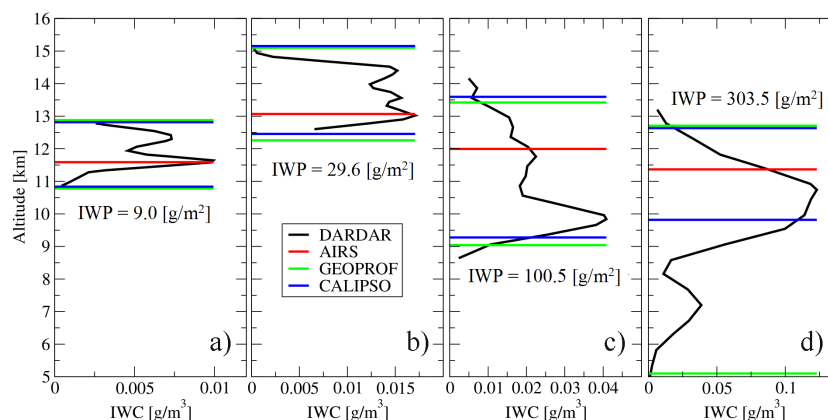 16
15
14
13
12
11
10
9
8
7
6
5
Altitude [km]
IWP = 9.0 [g/m²]
IWP = 29.6 [g/m²]
IWP = 100.5 [g/m²]
IWP = 303.5 [g/m²]
DARDAR
AIRS
GEOPROF
CALIPSO
a)
b)
c)
d)
0 0.005 0.01
0 0.005 0.01 0.015
0 0.01 0.02 0.03 0.04
0 0.05 0.1
IWC [g/m³]
IWC [g/m³]
IWC [g/m³]
IWC [g/m³]